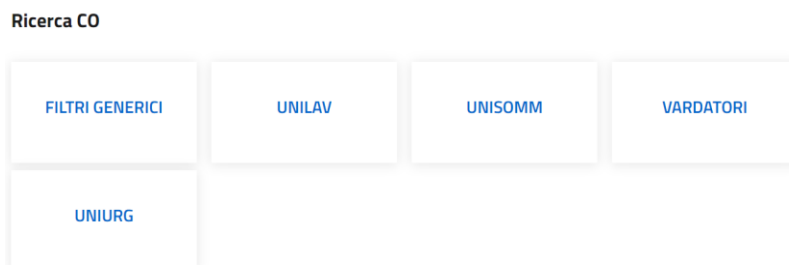 Ricerca CO
FILTRI GENERICI
UNILAV
UNISOMM
VARDATORI
UNIURG